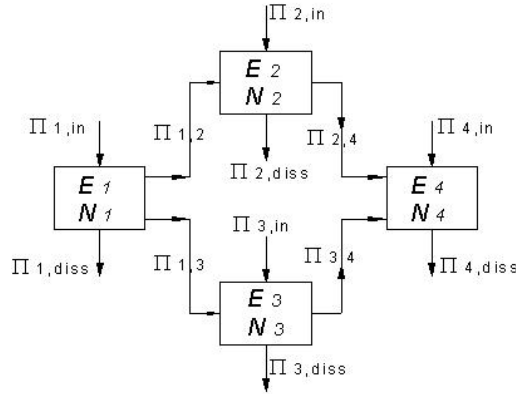 Π 2,in
E 2
N 2
Π 1,in
Π 1,2
Π 2,4
Π 4,in
Π 2,diss
E 1
N 1
E 4
N 4
Π 3,in
Π 1,diss
Π 1,3
Π 3,4
Π 4,diss
E 3
N 3
Π 3,diss